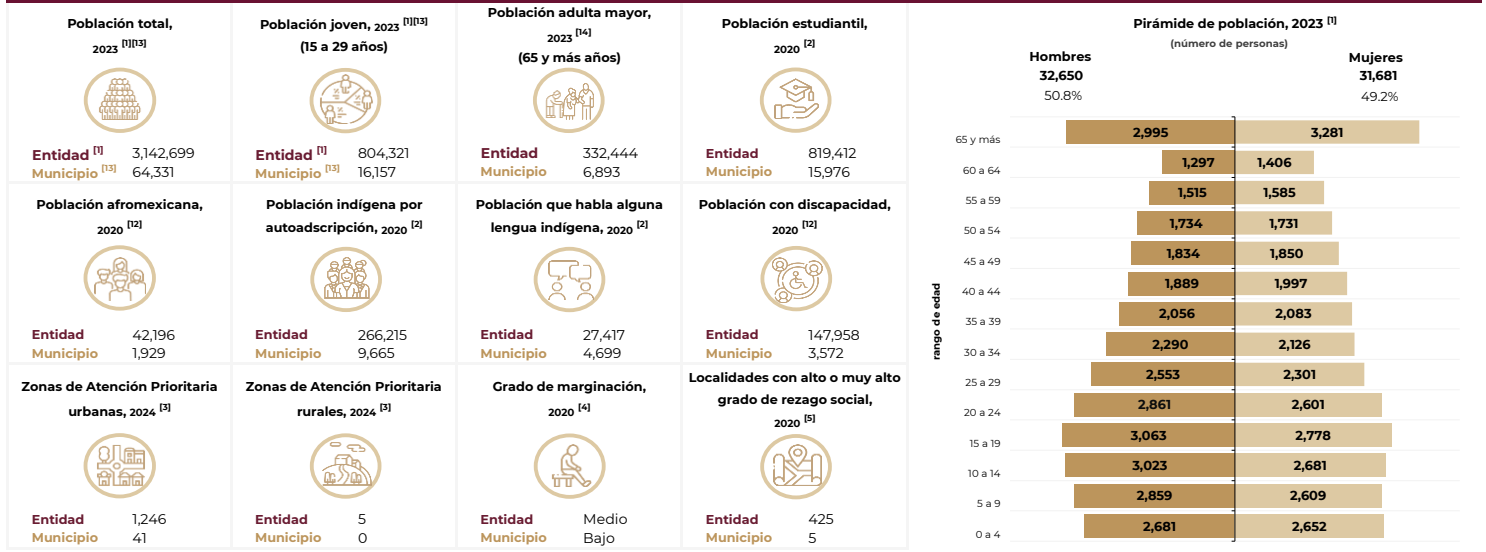 Población total,
2023 [1][13]
Entidad [1] 3,142,699
Municipio [13] 64,331
Población joven, 2023 [1][13]
(15 a 29 años)
Entidad [1] 804,321
Municipio [13] 16,157
Población adulta mayor,
2023 [14]
(65 y más años)
Entidad 332,444
Municipio 6,893
Población estudiantil,
2020 [2]
Entidad 819,412
Municipio 15,976
Población afromexicana,
2020 [12]
Entidad 42,196
Municipio 1,929
Población indígena por
autoadscripción, 2020 [2]
Entidad 266,215
Municipio 9,665
Población que habla alguna
lengua indígena, 2020 [2]
Entidad 27,417
Municipio 4,699
Población con discapacidad,
2020 [12]
Entidad 147,958
Municipio 3,572
Zonas de Atención Prioritaria
urbanas, 2024 [3]
Entidad 1,246
Municipio 41
Zonas de Atención Prioritaria
rurales, 2024 [3]
Entidad 5
Municipio 0
Grado de marginación,
2020 [4]
Entidad Medio
Municipio Bajo
Localidades con alto o muy alto
grado de rezago social,
2020 [5]
Entidad 425
Municipio 5
Pirámide de población, 2023 [1]
(número de personas)
Hombres
32,650
50.8%
Mujeres
31,681
49.2%
rango de edad
65 y más 2,995 3,281
60 a 64 1,297 1,406
55 a 59 1,515 1,585
50 a 54 1,734 1,731
45 a 49 1,834 1,850
40 a 44 1,889 1,997
35 a 39 2,056 2,083
30 a 34 2,290 2,126
25 a 29 2,553 2,301
20 a 24 2,861 2,601
15 a 19 3,063 2,778
10 a 14 3,023 2,681
5 a 9 2,859 2,609
0 a 4 2,681 2,652